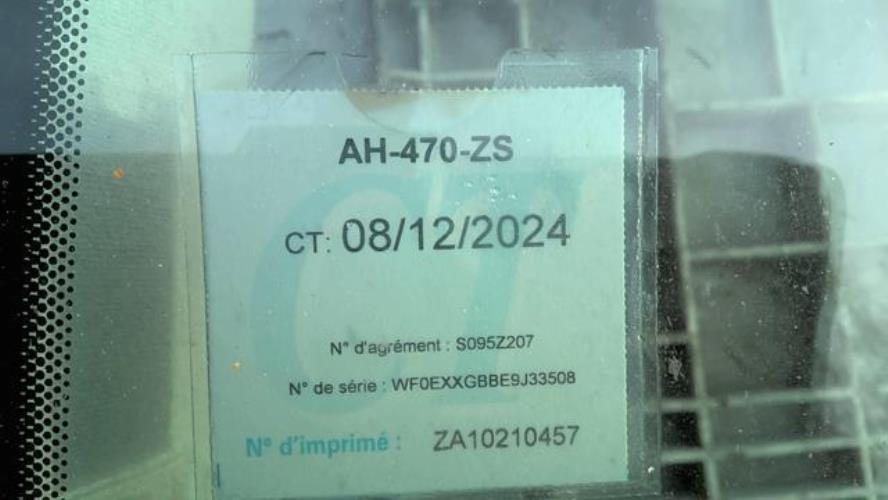 AH-470-ZS
CT: 08/12/2024
N° d'agrément : S095Z207
N° de série : WF0EXXGBBE9J33508
N° d'imprimé : ZA10210457